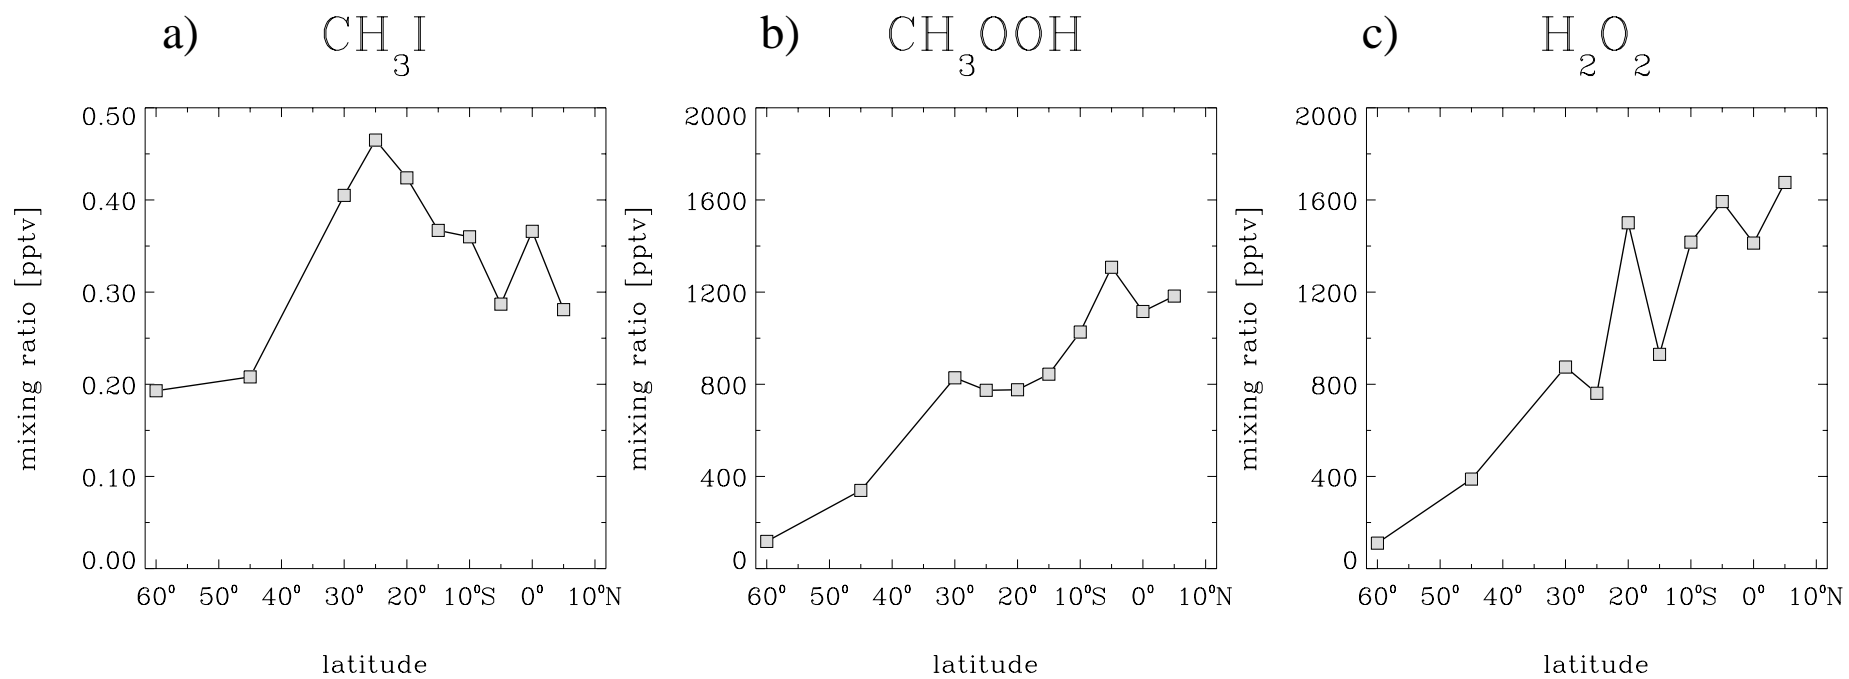 a) CH3I
0.50
0.40
0.30
0.20
0.10
0.00
mixing ratio [pptv]
60° 50° 40° 30° 20° 10°S 0° 10°N
latitude
b) CH3OOH
2000
1600
1200
800
400
0
mixing ratio [pptv]
60° 50° 40° 30° 20° 10°S 0° 10°N
latitude
c) H2O2
2000
1600
1200
800
400
0
mixing ratio [pptv]
60° 50° 40° 30° 20° 10°S 0° 10°N
latitude